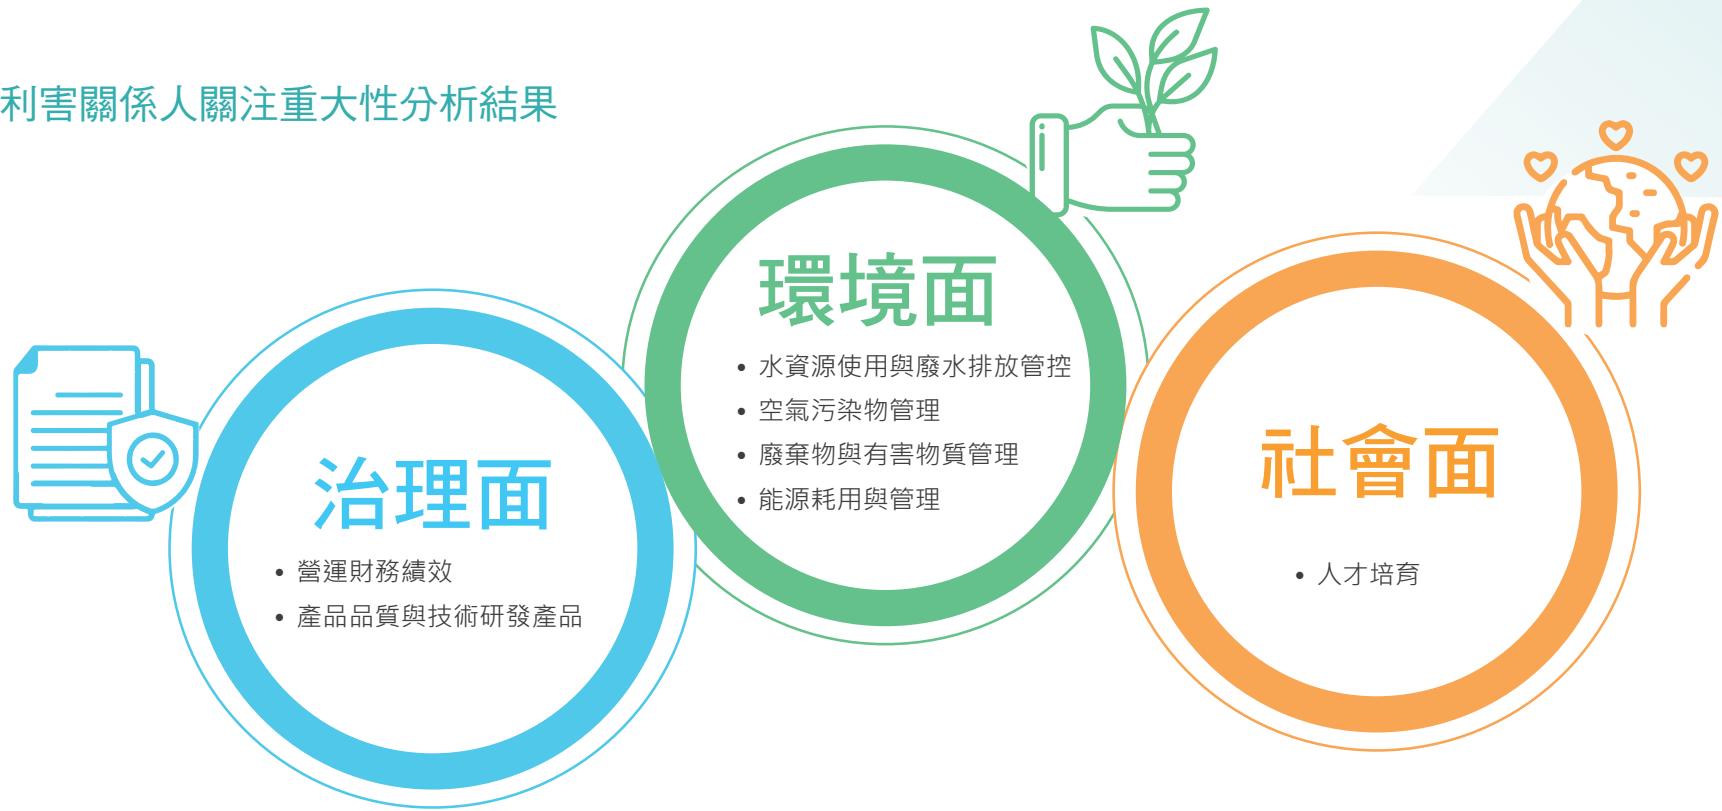 利害關係人關注重大性分析結果
治理面
• 營運財務績效
• 產品品質與技術研發產品
環境面
• 水資源使用與廢水排放管控
• 空氣污染物管理
• 廢棄物與有害物質管理
• 能源耗用與管理
社會面
• 人才培育